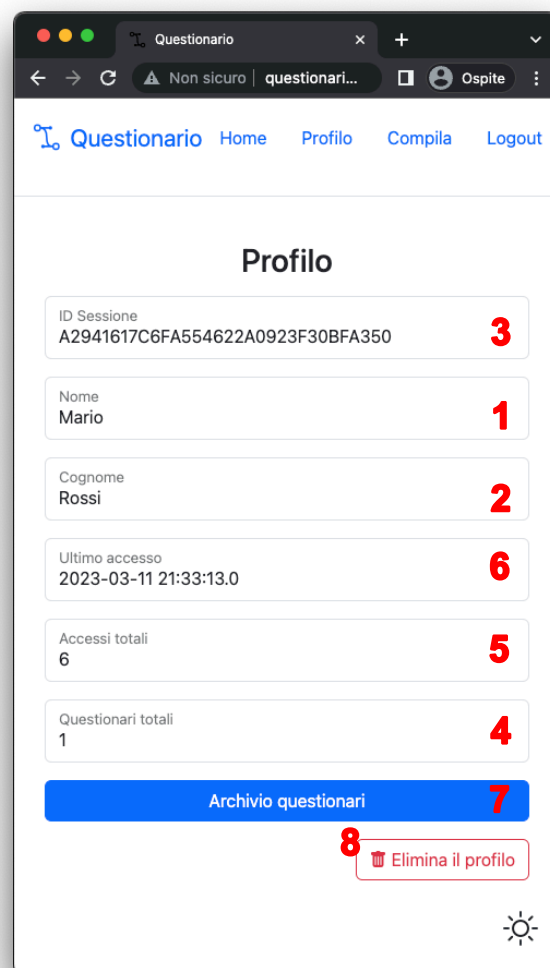 Questionario
Non sicuro questionari... Ospite
Questionario Home Profilo Compila Logout
Profilo
ID Sessione
A2941617C6FA554622A0923F30BFA350
3
Nome
Mario
1
Cognome
Rossi
2
Ultimo accesso
2023-03-11 21:33:13.0
6
Accessi totali
6
5
Questionari totali
1
4
Archivio questionari 7
8
Elimina il profilo